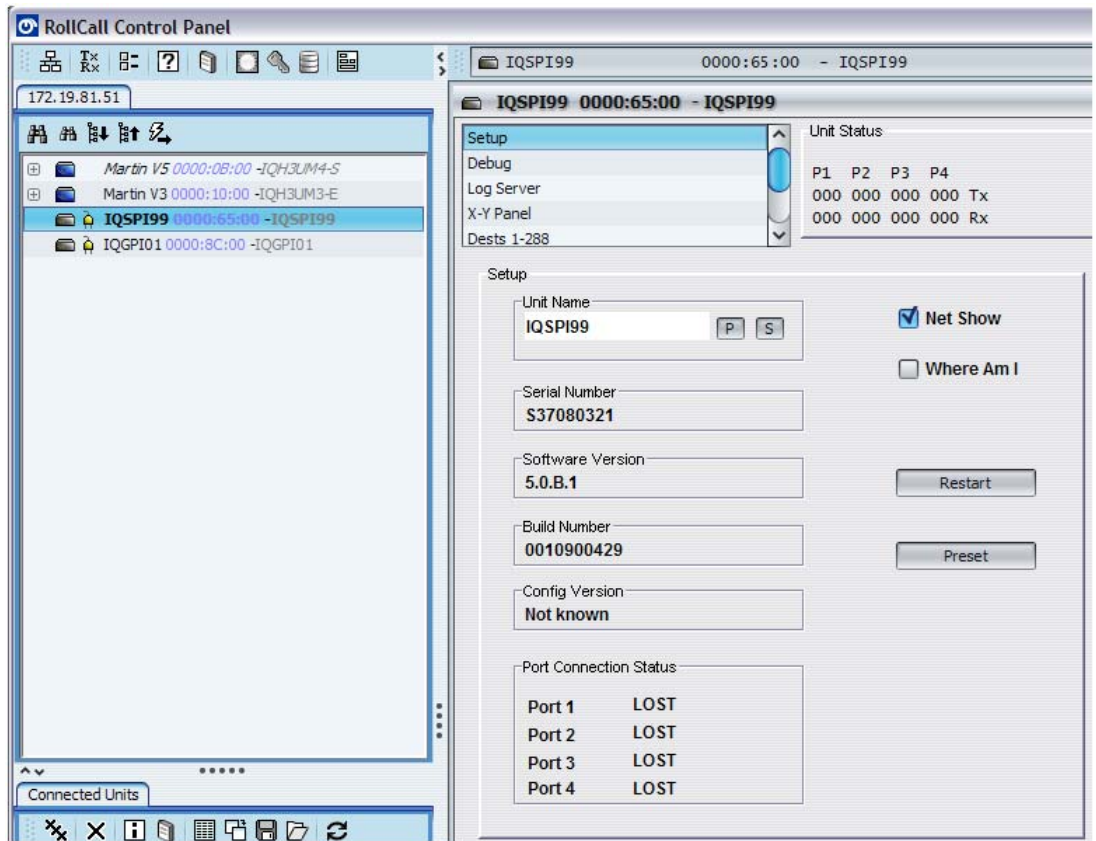 RollCall Control Panel
172.19.81.51
Martin V5 0000:0B:00 -IQH3UM4-S
Martin V3 0000:10:00 -IQH3UM3-E
IQSPI99 0000:65:00 -IQSPI99
IQGPI01 0000:8C:00 -IQGPI01
Connected Units
IQSPI99 0000:65:00 - IQSPI99
IQSPI99 0000:65:00 - IQSPI99
Setup
Debug
Log Server
X-Y Panel
Dests 1-288
Unit Status
P1 P2 P3 P4
000 000 000 000 Tx
000 000 000 000 Rx
Setup
Unit Name
IQSPI99 P S
Net Show
Where Am I
Serial Number
S37080321
Software Version
5.0.B.1
Restart
Build Number
0010900429
Preset
Config Version
Not known
Port Connection Status
Port 1 LOST
Port 2 LOST
Port 3 LOST
Port 4 LOST